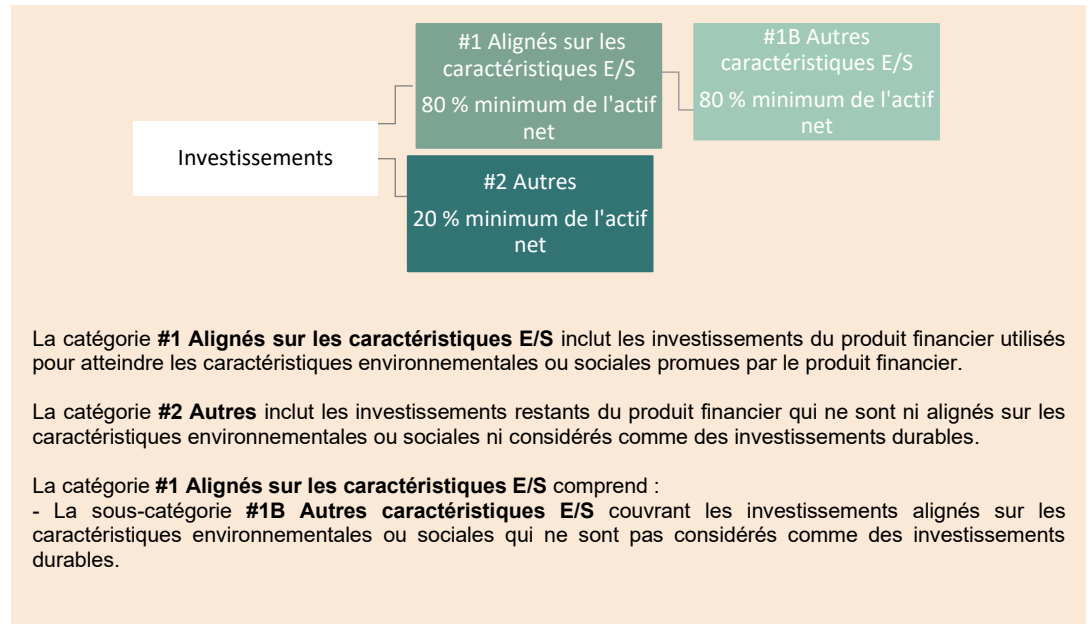 #1 Alignés sur les
caractéristiques E/S
80 % minimum de l'actif
net
#1B Autres
caractéristiques E/S
80 % minimum de l'actif
net
Investissements
#2 Autres
20 % minimum de l'actif
net
La catégorie #1 Alignés sur les caractéristiques E/S inclut les investissements du produit financier utilisés
pour atteindre les caractéristiques environnementales ou sociales promues par le produit financier.
La catégorie #2 Autres inclut les investissements restants du produit financier qui ne sont ni alignés sur les
caractéristiques environnementales ou sociales ni considérés comme des investissements durables.
La catégorie #1 Alignés sur les caractéristiques E/S comprend :
- La sous-catégorie #1B Autres caractéristiques E/S couvrant les investissements alignés sur les
caractéristiques environnementales ou sociales qui ne sont pas considérés comme des investissements
durables.